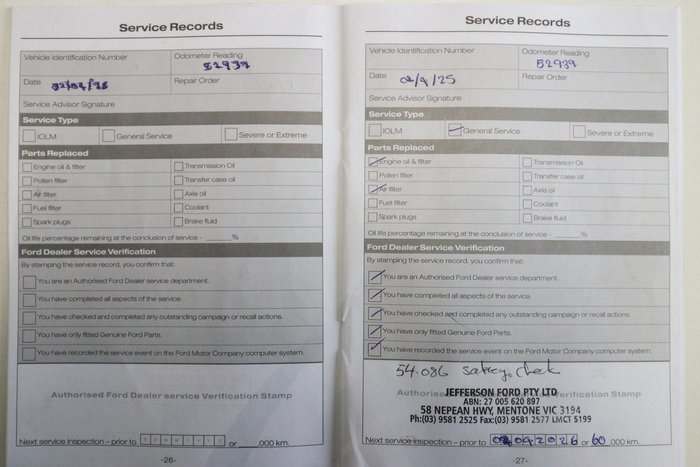 Service Records
Vehicle Identification Number
Odometer Reading
52939
Date
Repair Order
Service Advisor Signature
Service Type
IOLM
General Service
Severe or Extreme
Parts Replaced
Engine oil & filter
Transmission Oil
Pollen filter
Transfer case oil
Air filter
Axle oil
Fuel filter
Coolant
Spark plugs
Brake fluid
Oil life percentage remaining at the conclusion of service - ______%
Ford Dealer Service Verification
By stamping the service record, you confirm that:
You are an Authorised Ford Dealer service department.
You have completed all aspects of the service.
You have checked and completed any outstanding campaign or recall actions.
You have only fitted Genuine Ford Parts.
You have recorded the service event on the Ford Motor Company computer system.
Authorised Ford Dealer service Verification Stamp
Next service inspection – prior to or ,000 km.
-26-
Service Records
Vehicle Identification Number
Odometer Reading
52939
Date 02/9/25
Repair Order
Service Advisor Signature
Service Type
IOLM
General Service
Severe or Extreme
Parts Replaced
Engine oil & filter
Transmission Oil
Pollen filter
Transfer case oil
Air filter
Axle oil
Fuel filter
Coolant
Spark plugs
Brake fluid
Oil life percentage remaining at the conclusion of service - ______%
Ford Dealer Service Verification
By stamping the service record, you confirm that:
You are an Authorised Ford Dealer service department.
You have completed all aspects of the service.
You have checked and completed any outstanding campaign or recall actions.
You have only fitted Genuine Ford Parts.
You have recorded the service event on the Ford Motor Company computer system.
54.086 Check
Authorised Verification Stamp
JEFFERSON FORD PTY LTD
ABN: 27 005 620 897
58 NEPEAN HWY, MENTONE VIC 3194
Ph:(03) 9581 2525 Fax:(03) 9581 2577 LMCT 5199
Next service inspection – prior to 02092026 or 60,000 km.
-27-